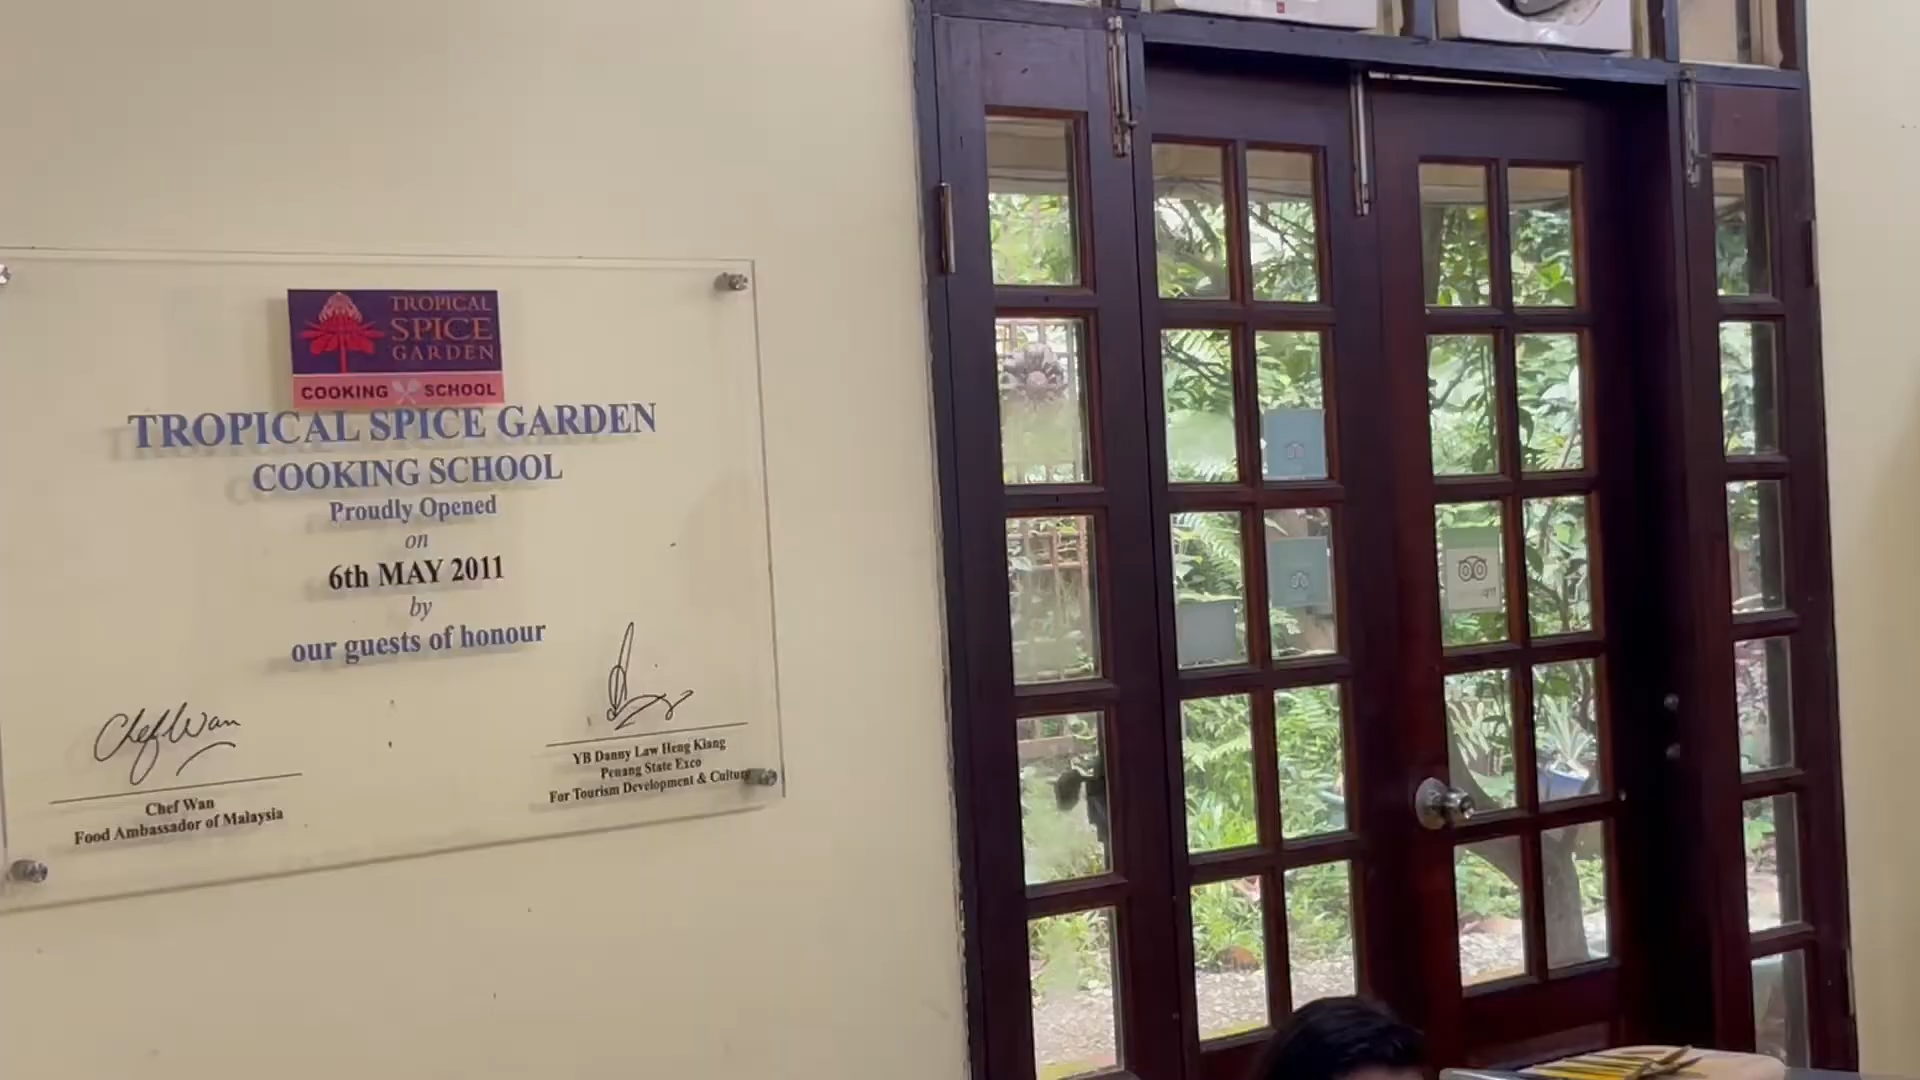 TROPICAL
SPICE
GARDEN
COOKING SCHOOL
TROPICAL SPICE GARDEN
COOKING SCHOOL
Proudly Opened
on
6th MAY 2011
by
our guests of honour
Chef Wan
Chef Wan
Food Ambassador of Malaysia
YB Danny Law Heng Kiang
Penang State Exco
For Tourism Development & Culture